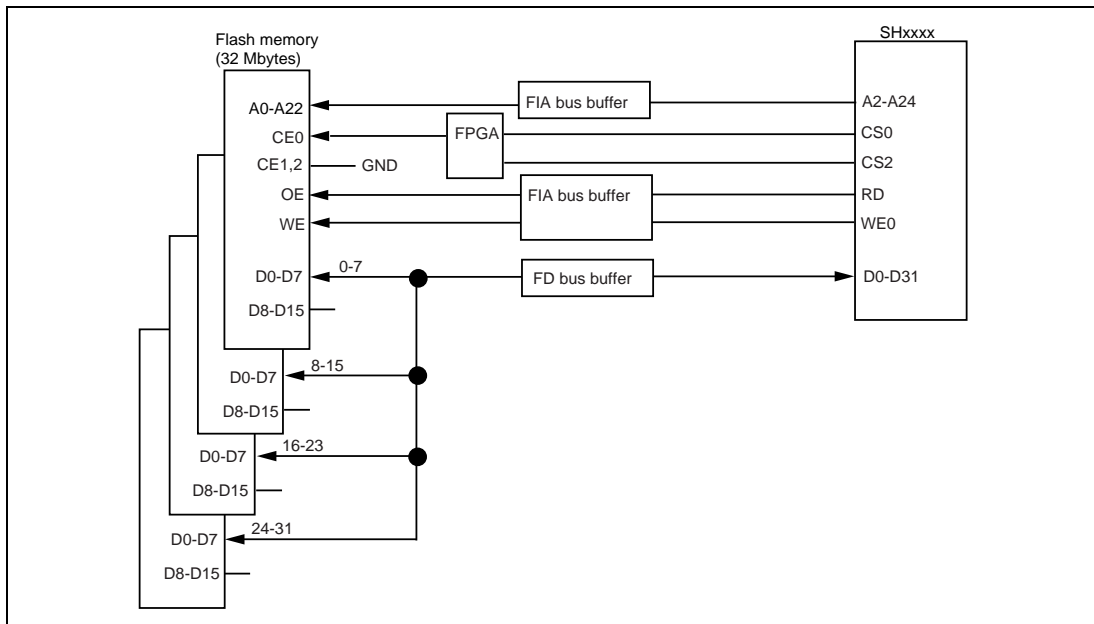 SHxxxx
Flash memory
(32 Mbytes)
A0-A22
FIA bus buffer
A2-A24
CE0
FPGA
CS0
CE1,2
GND
CS2
OE
FIA bus buffer
RD
WE
WE0
D0-D7
0-7
FD bus buffer
D0-D31
D8-D15
D0-D7
8-15
D8-D15
D0-D7
16-23
D8-D15
D0-D7
24-31
D8-D15